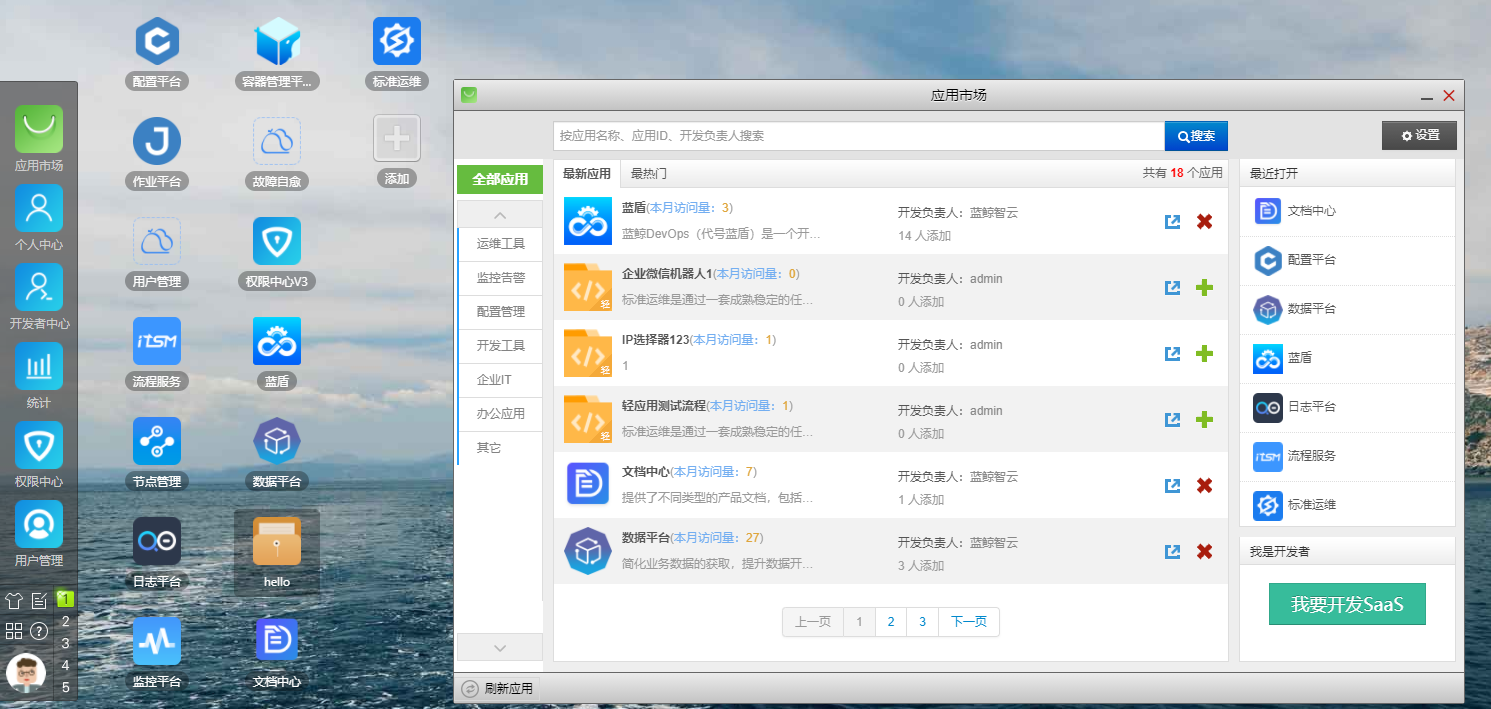 配置平台
容器管理平...
标准运维
作业平台
故障自愈
添加
用户管理
权限中心V3
iTSM
流程服务
蓝盾
节点管理
数据平台
日志平台
hello
监控平台
文档中心
应用市场
个人中心
开发者中心
统计
权限中心
用户管理
1
2
3
4
5
应用市场
按应用名称、应用ID、开发负责人搜索
搜索
设置
全部应用
运维工具
监控告警
配置管理
开发工具
企业IT
办公应用
其它
最新应用
最热门
共有 18 个应用
蓝盾(本月访问量：3)
蓝鲸DevOps（代号蓝盾）是一个开...
开发负责人：蓝鲸智云
14 人添加
轻
企业微信机器人1(本月访问量：0)
标准运维是通过一套成熟稳定的任...
开发负责人：admin
0 人添加
轻
IP选择器123(本月访问量：1)
1
开发负责人：admin
0 人添加
轻
轻应用测试流程(本月访问量：1)
标准运维是通过一套成熟稳定的任...
开发负责人：admin
0 人添加
文档中心(本月访问量：7)
提供了不同类型的产品文档，包括...
开发负责人：蓝鲸智云
1 人添加
数据平台(本月访问量：27)
简化业务数据的获取，提升数据开...
开发负责人：蓝鲸智云
3 人添加
上一页
1
2
3
下一页
最近打开
文档中心
配置平台
数据平台
蓝盾
日志平台
iTSM
流程服务
标准运维
我是开发者
我要开发SaaS
刷新应用